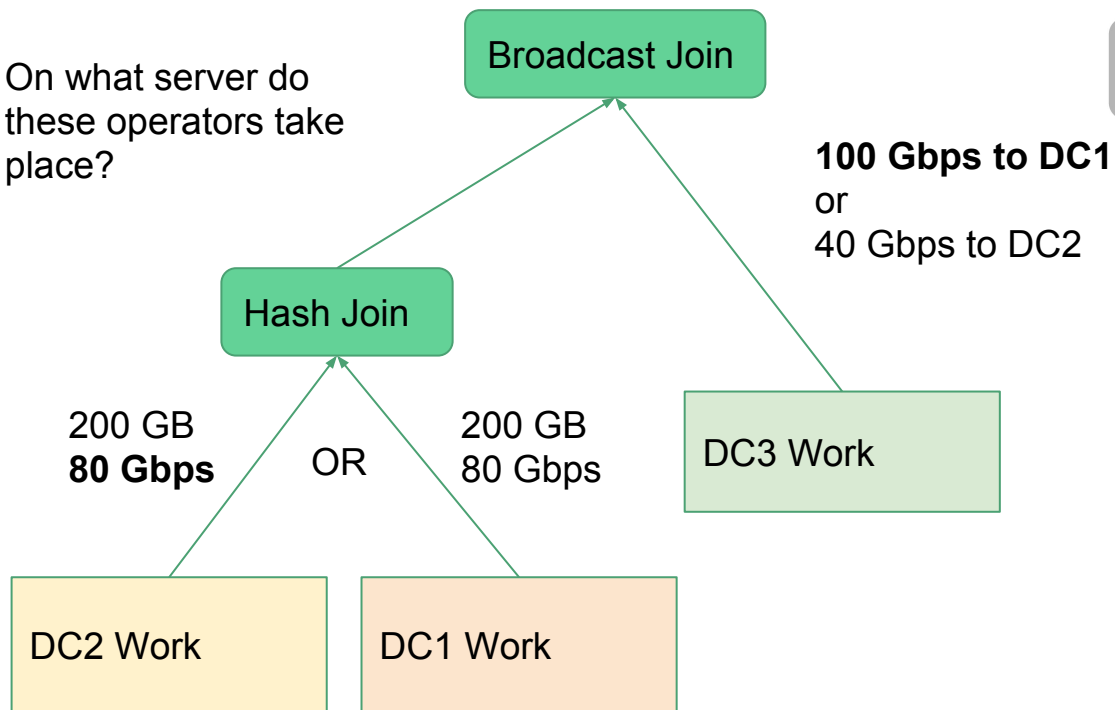 On what server do
these operators take
place?
Broadcast Join
100 Gbps to DC1
or
40 Gbps to DC2
Hash Join
200 GB
80 Gbps
OR
200 GB
80 Gbps
DC3 Work
DC2 Work
DC1 Work